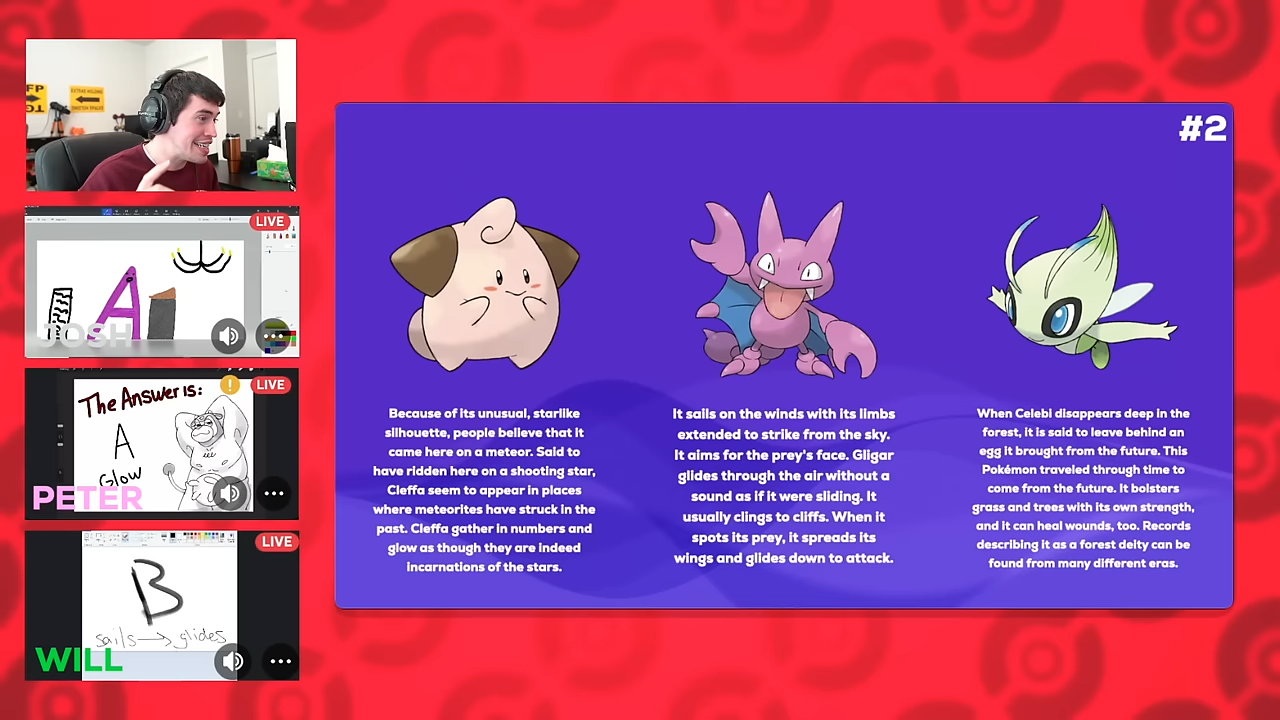 #2
LIVE
A
JOSH
The Answer is:
LIVE
A
Glow
PETER
LIVE
B
sails → glides
WILL
Because of its unusual, starlike
silhouette, people believe that it
came here on a meteor. Said to
have ridden here on a shooting star,
Cleffa seem to appear in places
where meteorites have struck in the
past. Cleffa gather in numbers and
glow as though they are indeed
incarnations of the stars.
It sails on the winds with its limbs
extended to strike from the sky.
It aims for the prey's face. Gligar
glides through the air without a
sound as if it were sliding. It
usually clings to cliffs. When it
spots its prey, it spreads its
wings and glides down to attack.
When Celebi disappears deep in the
forest, it is said to leave behind an
egg it brought from the future. This
Pokémon traveled through time to
come from the future. It bolsters
grass and trees with its own strength,
and it can heal wounds, too. Records
describing it as a forest deity can be
found from many different eras.